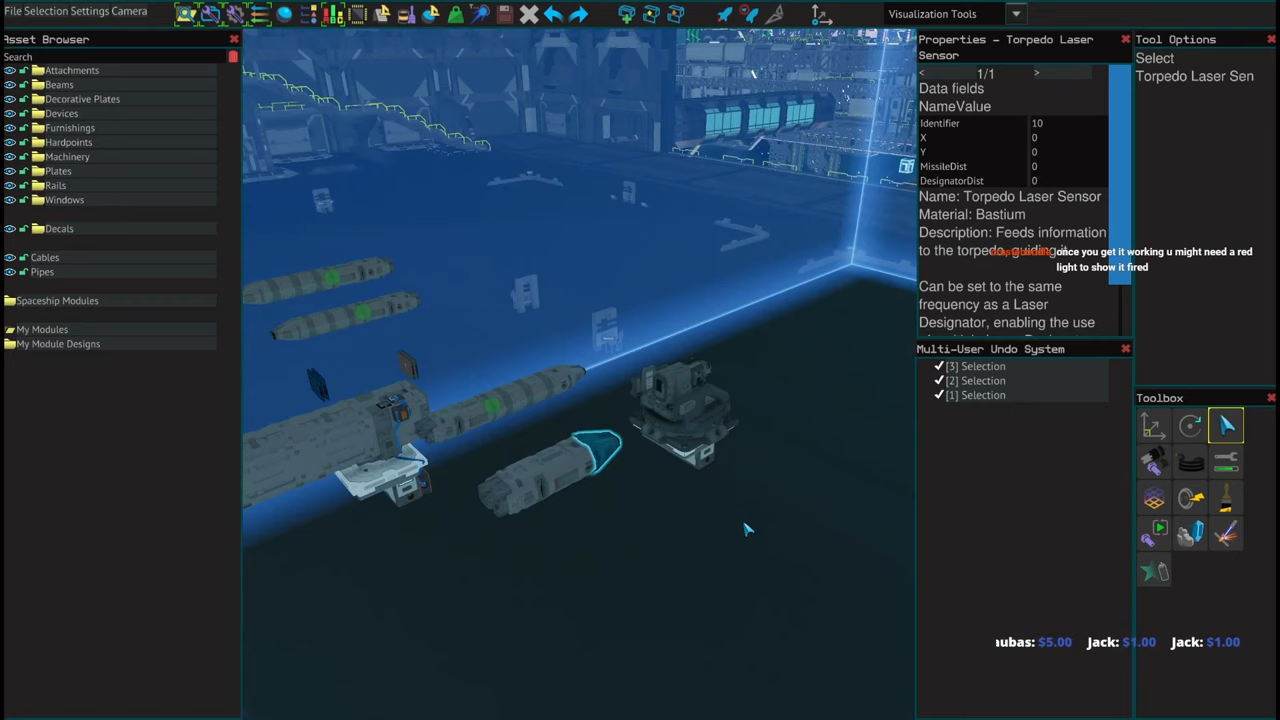 File Selection Settings Camera
Visualization Tools
Asset Browser
Search
Attachments
Beams
Decorative Plates
Devices
Furnishings
Hardpoints
Machinery
Plates
Rails
Windows
Decals
Cables
Pipes
Spaceship Modules
My Modules
My Module Designs
Properties - Torpedo Laser
Sensor
< 1/1 >
Data fields
NameValue
Identifier 10
X 0
Y 0
MissileDist 0
DesignatorDist 0
Name: Torpedo Laser Sensor
Material: Bastium
Description: Feeds information
to the torpedo, guiding it
once you get it working u might need a red
light to show it fired
Can be set to the same
frequency as a Laser
Designator, enabling the use
Multi-User Undo System
[3] Selection
[2] Selection
[1] Selection
Tool Options
Select
Torpedo Laser Sen
Toolbox
aubas: $5.00 Jack: $1.00 Jack: $1.00